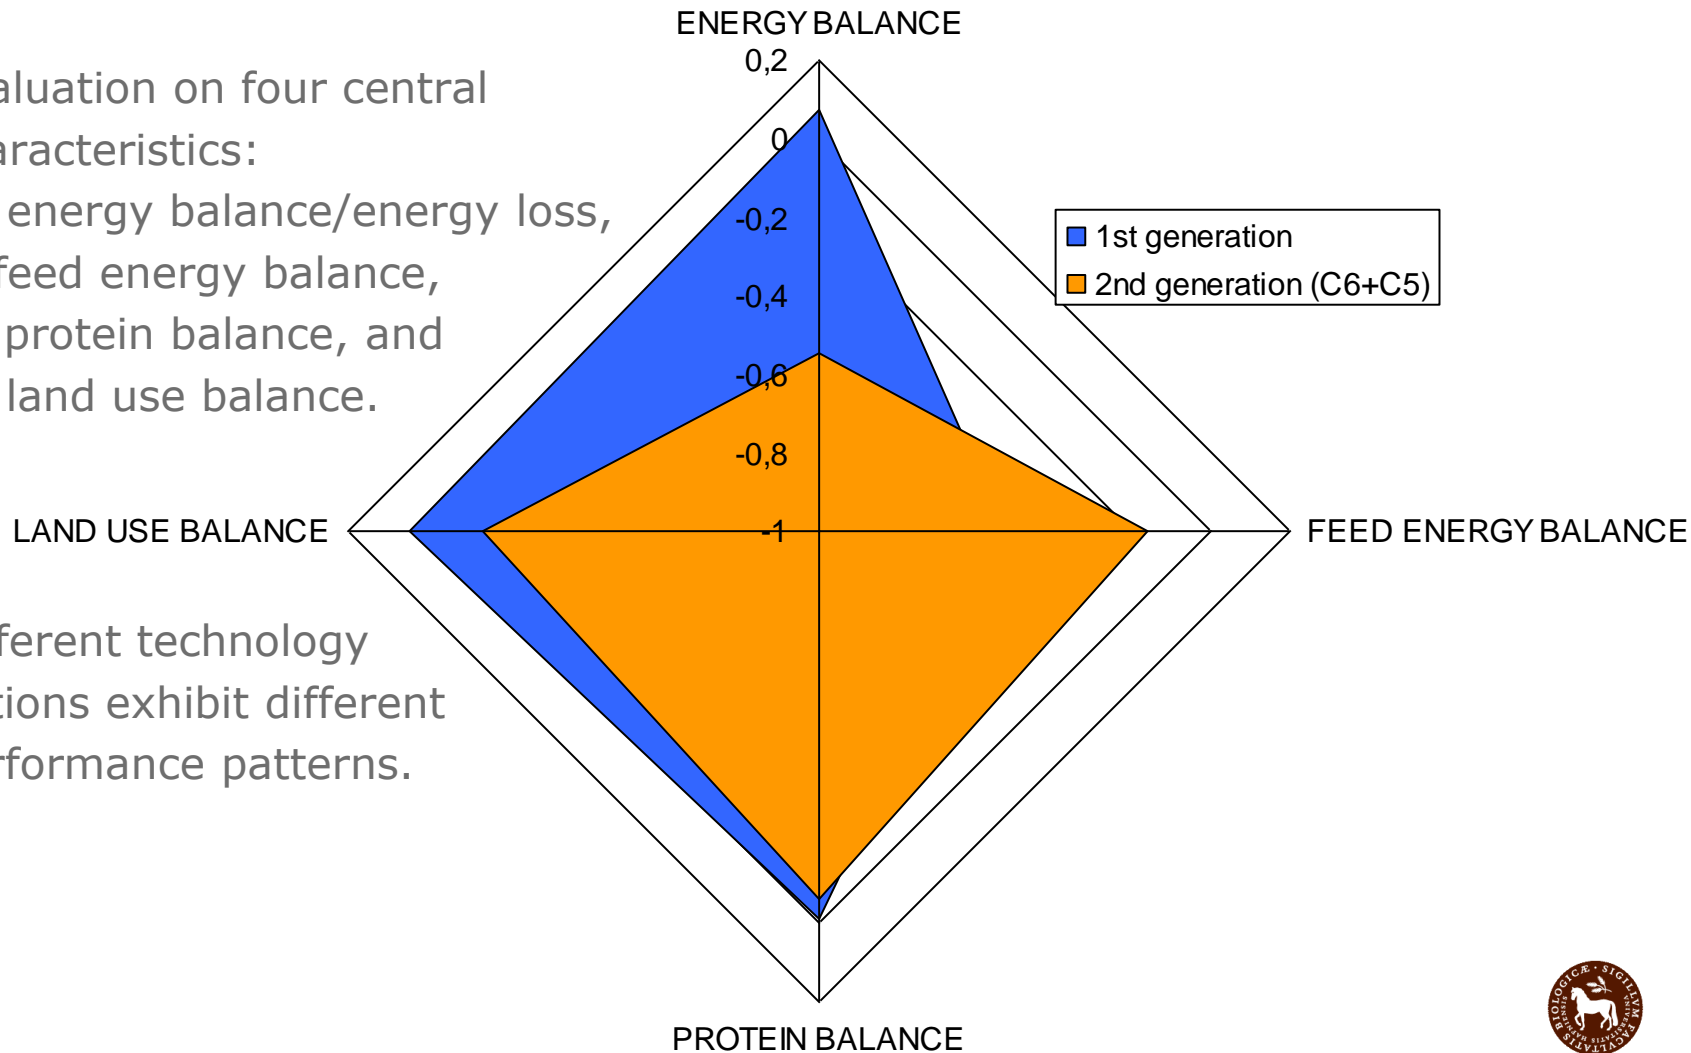 ENERGY BALANCE
0,2
aluation on four central
0
aracteristics:
-0,2
energy balance/energy loss,
1st generation
feed energy balance,
2nd generation (C6+C5)
-0,4
protein balance, and
-0,6
land use balance.
-0,8
LAND USE BALANCE
-1
FEED ENERGY BALANCE
fferent technology
tions exhibit different
rformance patterns.
PROTEIN BALANCE